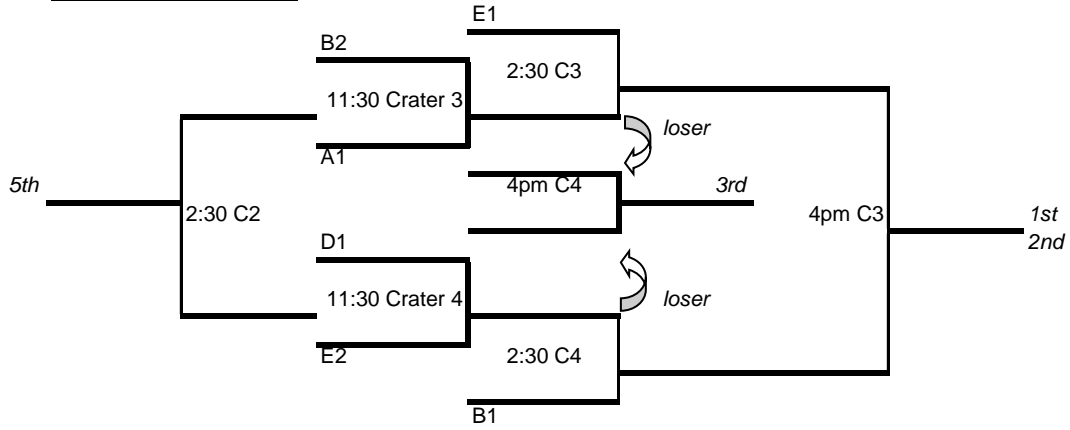 E1
B2
2:30 C3
11:30 Crater 3
loser
A1
5th
4pm C4
3rd
2:30 C2
4pm C3
1st
2nd
D1
11:30 Crater 4
loser
E2
2:30 C4
B1